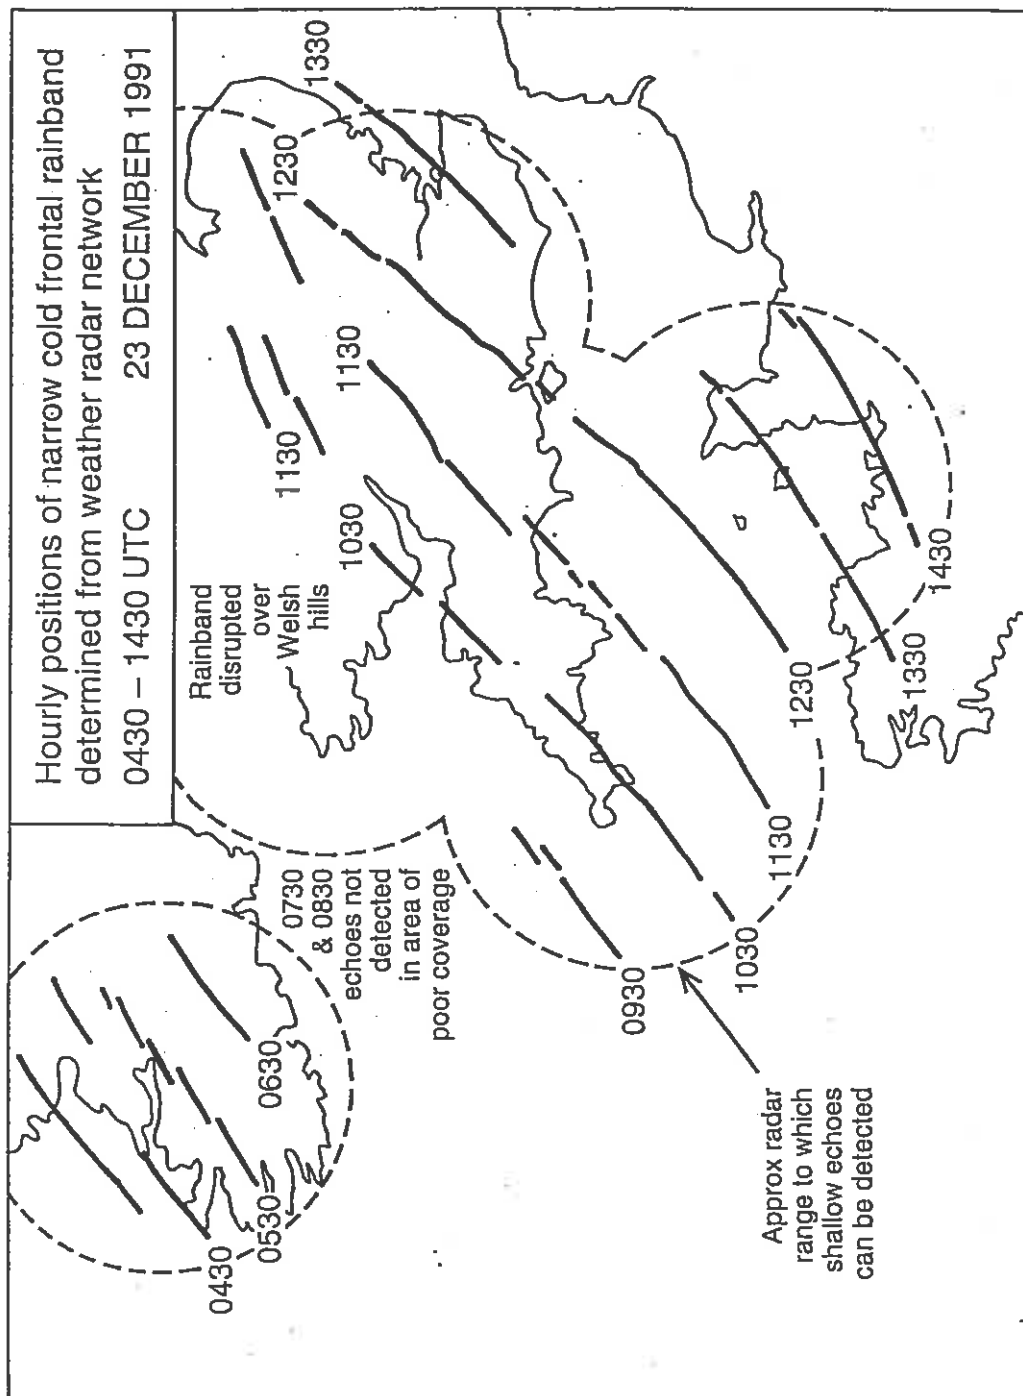 Hourly positions of narrow cold frontal rainband
determined from weather radar network
0430 – 1430 UTC 23 DECEMBER 1991
1330
1230
1130
1130
1030
Rainband
disrupted
over
Welsh
hills
0430
0530
0630
0730
& 0830
echoes not
detected
in area of
poor coverage
0930
1030
1130
1230
1330
1430
Approx radar
range to which
shallow echoes
can be detected